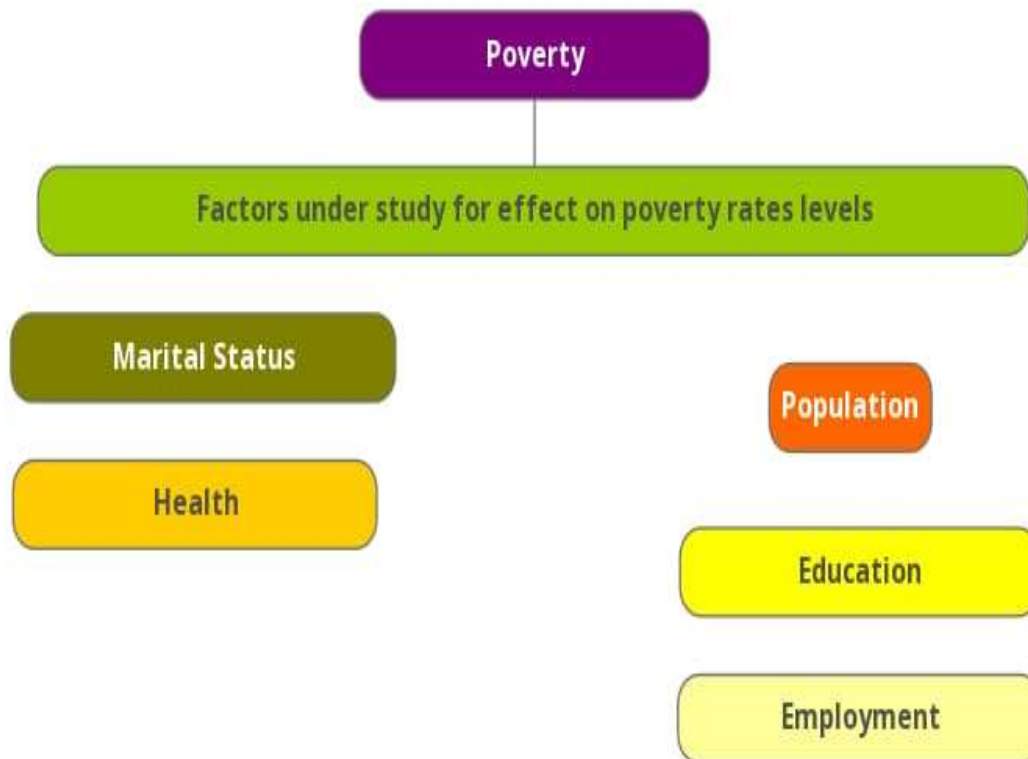 Poverty
Factors under study for effect on poverty rates levels
Marital Status
Population
Health
Education
Employment